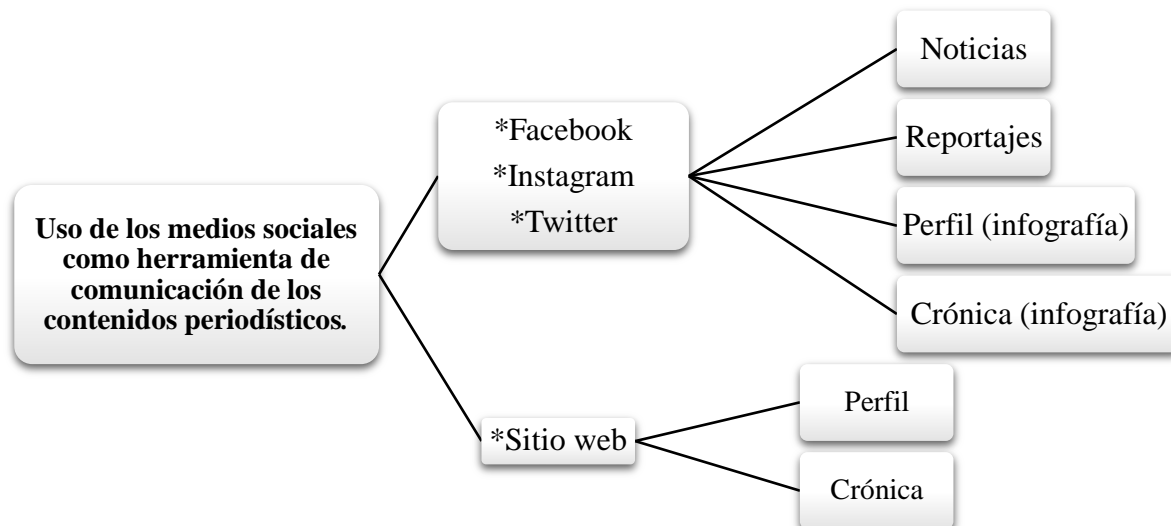 Uso de los medios sociales
como herramienta de
comunicación de los
contenidos periodísticos.
*Facebook
*Instagram
*Twitter
Noticias
Reportajes
Perfil (infografía)
Crónica (infografía)
*Sitio web
Perfil
Crónica